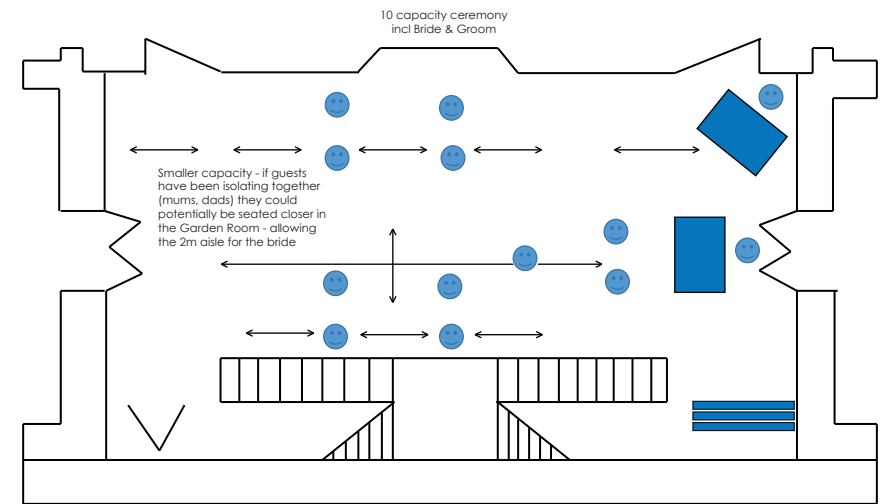 10 capacity ceremony
incl Bride & Groom
Smaller capacity - if guests
have been isolating together
(mums, dads) they could
potentially be seated closer in
the Garden Room - allowing
the 2m aisle for the bride